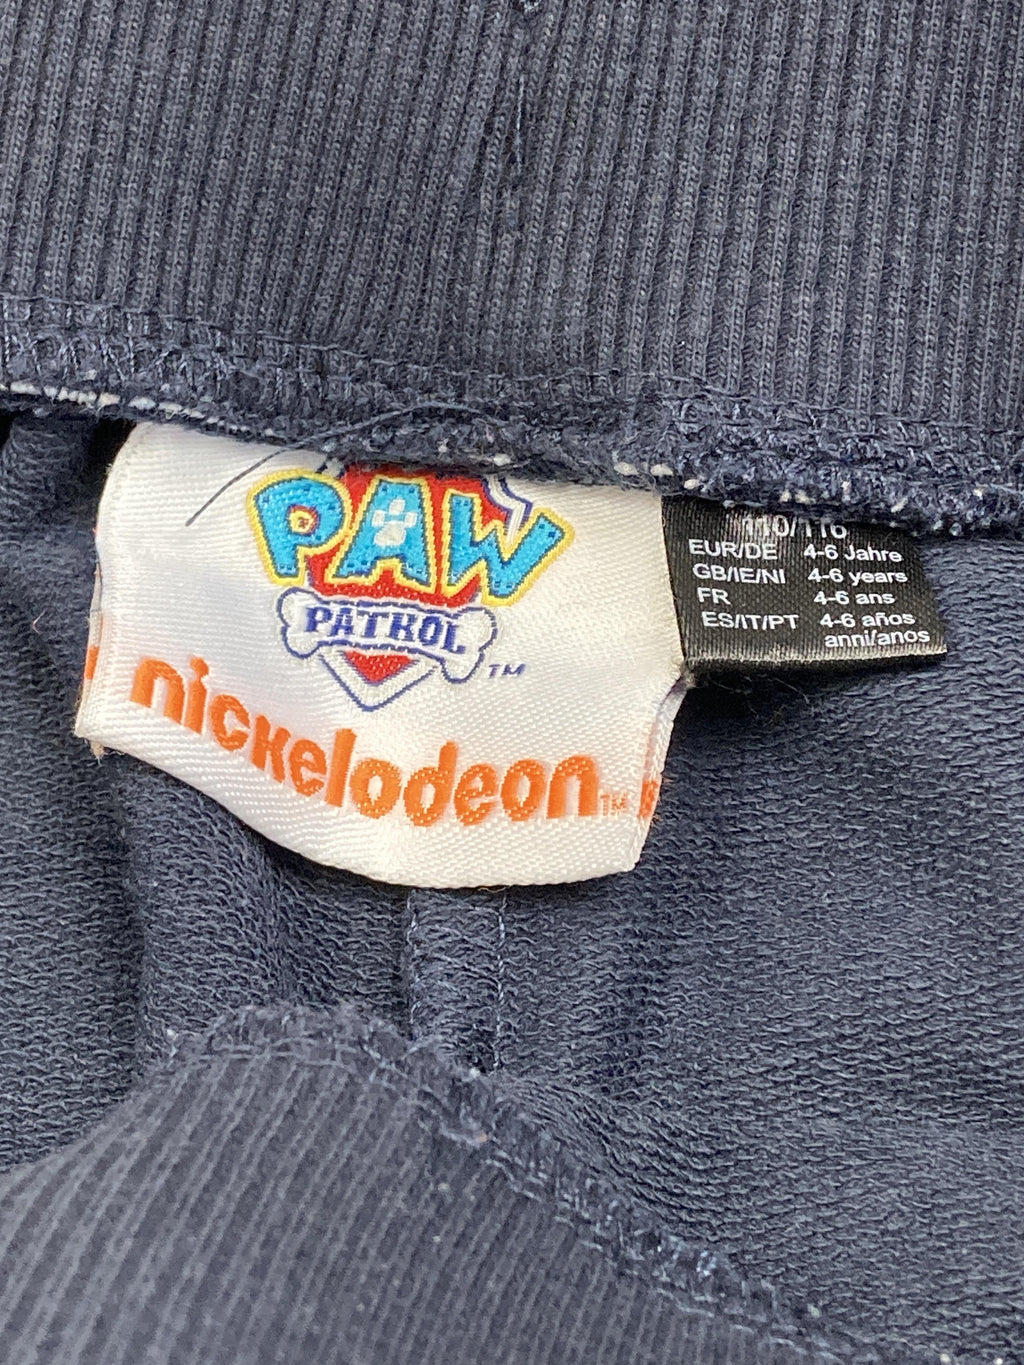 PAW
PATROL
TM
nickelodeon TM
110/116
EUR/DE 4-6 Jahre
GB/IE/NI 4-6 years
FR 4-6 ans
ES/IT/PT 4-6 años
anni/anos